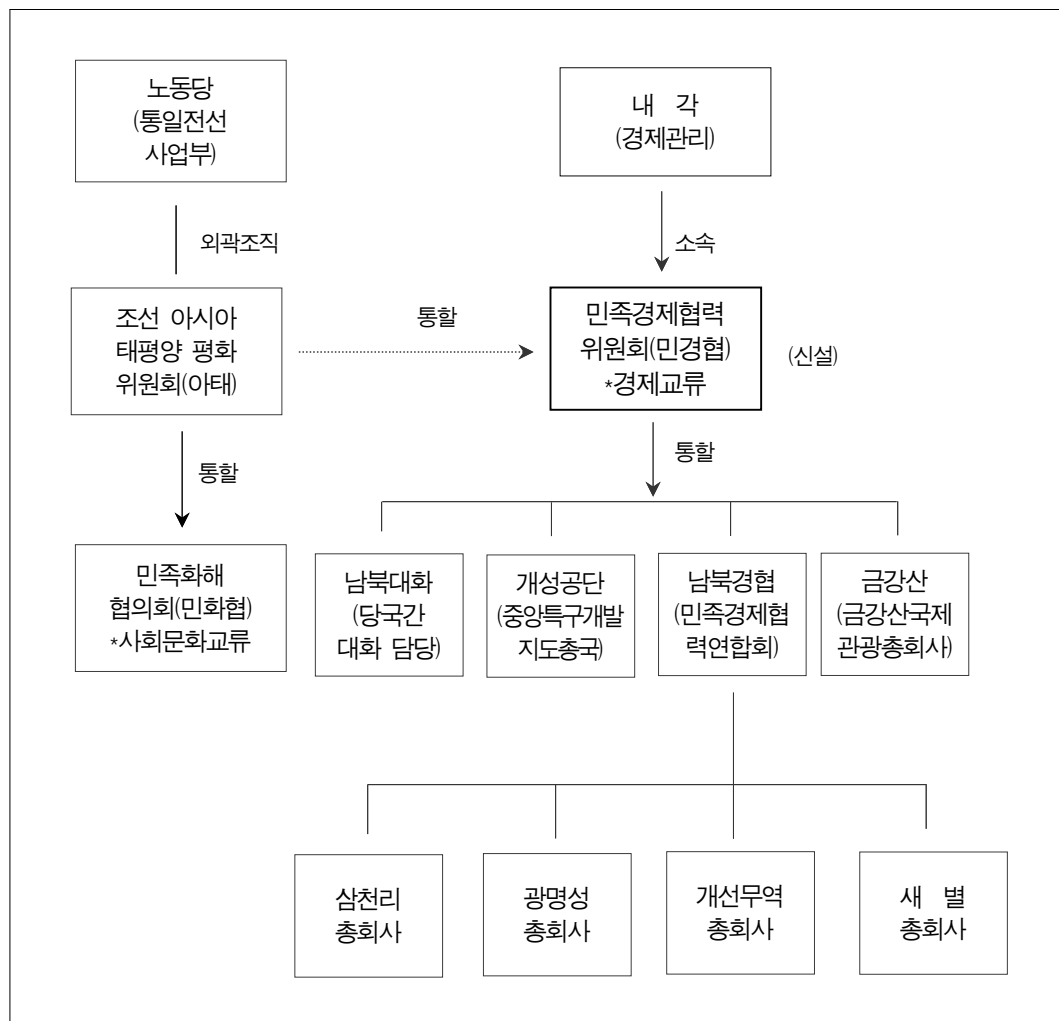 노동당
(통일전선
사업부)
내 각
(경제관리)
외곽조직
소속
조선 아시아
태평양 평화
위원회(아태)
통할
민족경제협력
위원회(민경협)
*경제교류
(신설)
통할
통할
민족화해
협의회(민화협)
*사회문화교류
남북대화
(당국간
대화 담당)
개성공단
(중앙특구개발
지도총국)
남북경협
(민족경제협
력연합회)
금강산
(금강산국제
관광총회사)
삼천리
총회사
광명성
총회사
개선무역
총회사
새 별
총회사